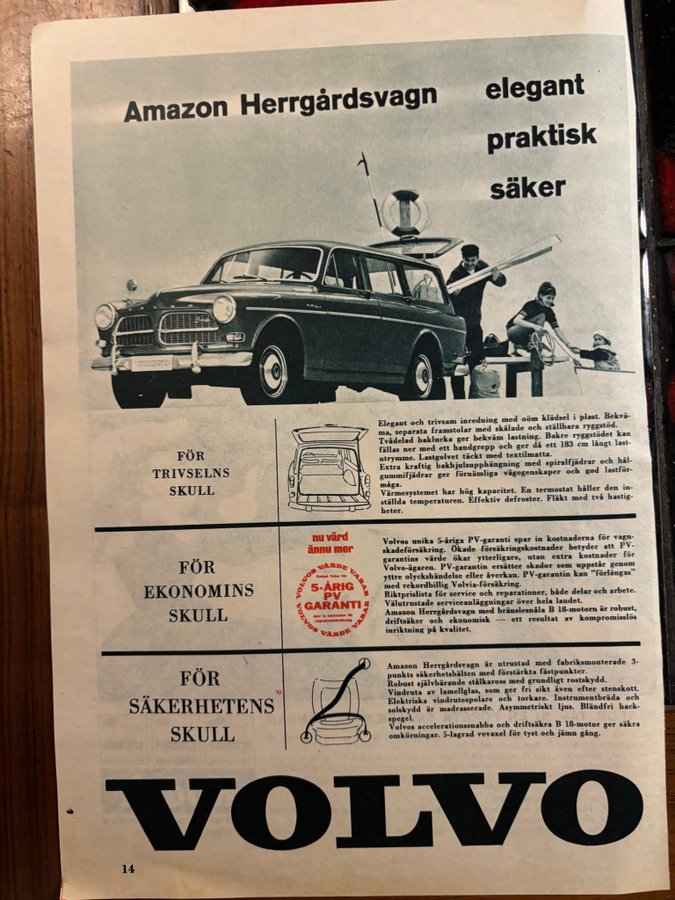 Amazon Herrgårdsvagn
elegant
praktisk
säker
VOLVO
FÖR
TRIVSELNS
SKULL
Elegant och trivsam inredning med oöm klädsel i plast. Bekvä-
ma, separata framstolar med skålade och ställbara ryggstöd.
Tvådelad baklucka ger bekväm lastning. Bakre ryggstödet kan
fällas ner med ett handgrepp och ger då ett 183 cm långt last-
utrymme. Lastgolvet täckt med textilmatta.
Extra kraftig bakhjulsupphängning med spiralfjädrar och hål-
gummifjädrar ger förnämliga vägegenskaper och god lastför-
måga.
Värmesystemet har hög kapacitet. En termostat håller den in-
ställda temperaturen. Effektiv defroster. Fläkt med två hastig-
heter.
FÖR
EKONOMINS
SKULL
nu värd
ännu mer
VOLVOS VÄRDE VARAR
5-ÅRIG
PV
GARANTI
VOLVOS VÄRDE VARAR
Volvos unika 5-åriga PV-garanti spar in kostnaderna för vagn-
skadeförsäkring. Ökade försäkringskostnader betyder att PV-
garantins värde ökar ytterligare, utan extra kostnader för
Volvo-ägaren. PV-garantin ersätter skador som uppstår genom
yttre olyckshändelse eller åverkan. PV-garantin kan "förlängas"
med rekordbillig Volvia-försäkring.
Riktprislista för service och reparationer, både delar och arbete.
Välutrustade serviceanläggningar över hela landet.
Amazon Herrgårdsvagn med bränslesnåla B 18-motorn är robust,
driftsäker och ekonomisk — ett resultat av kompromisslös
inriktning på kvalitet.
FÖR
SÄKERHETENS
SKULL
Amazon Herrgårdsvagn är utrustad med fabriksmonterade 3-
punkts säkerhetsbälten med förstärkta fästpunkter.
Robust självbärande stålkaross med grundligt rostskydd.
Vindruta av lamellglas, som ger fri sikt även efter stenskott.
Elektriska vindrutespolare och torkare. Instrumentbräda och
solskydd är madrasserade. Asymmetriskt ljus. Bländfri back-
spegel.
Volvos accelerationssnabba och driftsäkra B 18-motor ger säkra
omkörningar. 5-lagrad vevaxel för tyst och jämn gång.
VOLVO
14